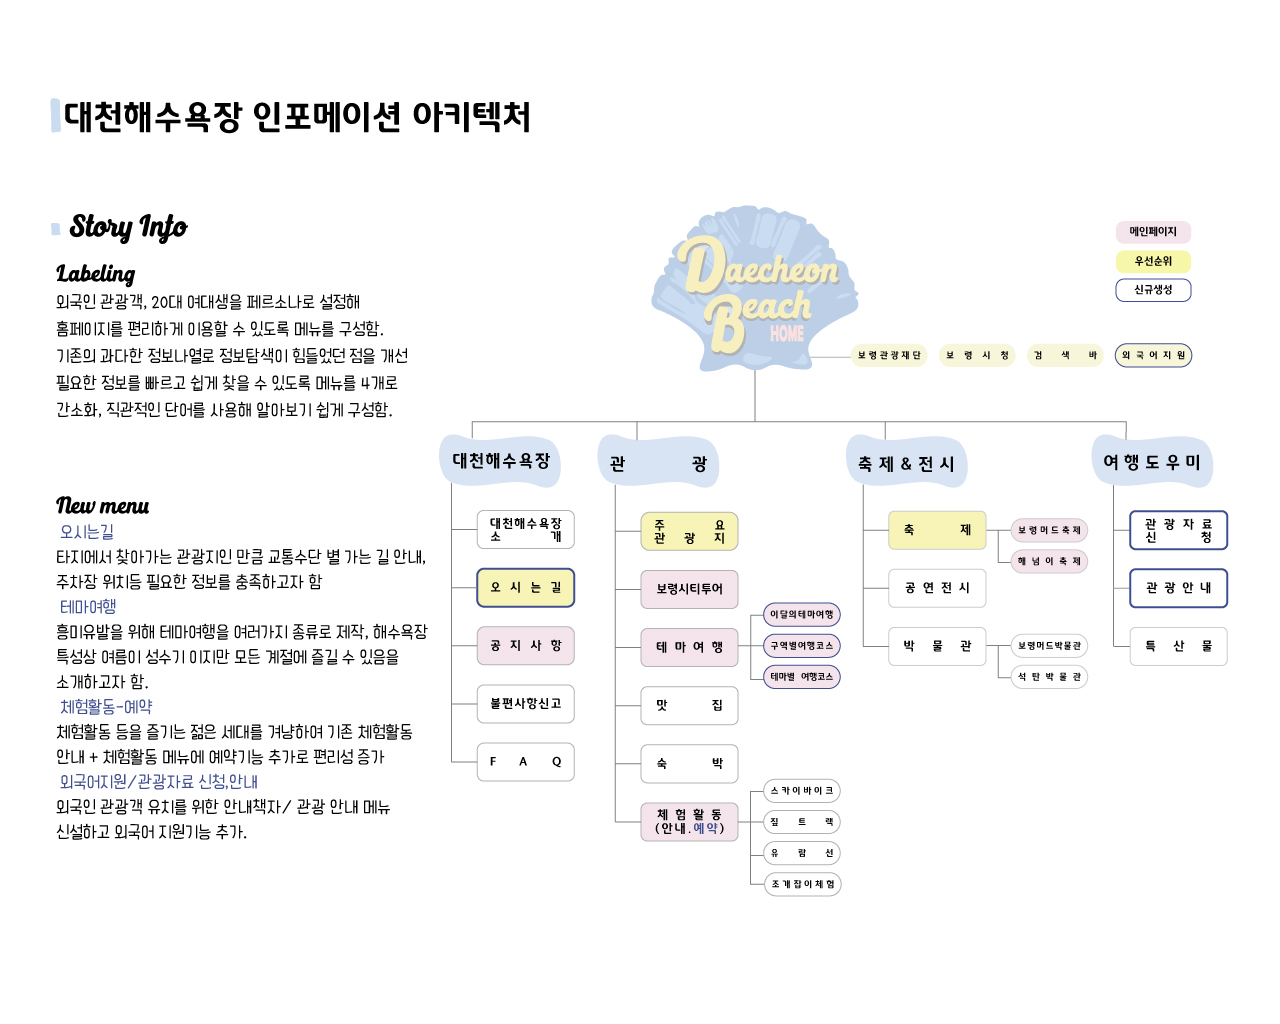 대천해수욕장 인포메이션 아키텍처
Story Info
Labeling
외국인 관광객, 20대 여대생을 페르소나로 설정해
홈페이지를 편리하게 이용할 수 있도록 메뉴를 구성함.
기존의 과다한 정보나열로 정보탐색이 힘들었던 점을 개선
필요한 정보를 빠르고 쉽게 찾을 수 있도록 메뉴를 4개로
간소화, 직관적인 단어를 사용해 알아보기 쉽게 구성함.
New menu
오시는길
타지에서 찾아가는 관광지인 만큼 교통수단 별 가는 길 안내,
주차장 위치등 필요한 정보를 충족하고자 함
테마여행
흥미유발을 위해 테마여행을 여러가지 종류로 제작, 해수욕장
특성상 여름이 성수기 이지만 모든 계절에 즐길 수 있음을
소개하고자 함.
체험활동-예약
체험활동 등을 즐기는 젊은 세대를 겨냥하여 기존 체험활동
안내 + 체험활동 메뉴에 예약기능 추가로 편리성 증가
외국어지원/관광자료 신청,안내
외국인 관광객 유치를 위한 안내책자/ 관광 안내 메뉴
신설하고 외국어 지원기능 추가.
Daecheon
Beach
HOME
메인페이지
우선순위
신규생성
보령관광재단
보 령 시 청
검 색 바
외 국 어 지 원
대천해수욕장
대천해수욕장
소 개
오 시 는 길
공 지 사 항
불편사항신고
F A Q
관 광
주 요
관 광 지
보령시티투어
테 마 여 행
이달의테마여행
구역별여행코스
테마별 여행코스
맛 집
숙 박
체 험 활 동
(안내.예약)
스카이바이크
짚 트 랙
유 람 선
조개잡이체험
축 제 & 전 시
축 제
보령머드축제
해 넘 이 축 제
공 연 전 시
박 물 관
보령머드박물관
석 탄 박 물 관
여 행 도 우 미
관 광 자 료
신 청
관 광 안 내
특 산 물